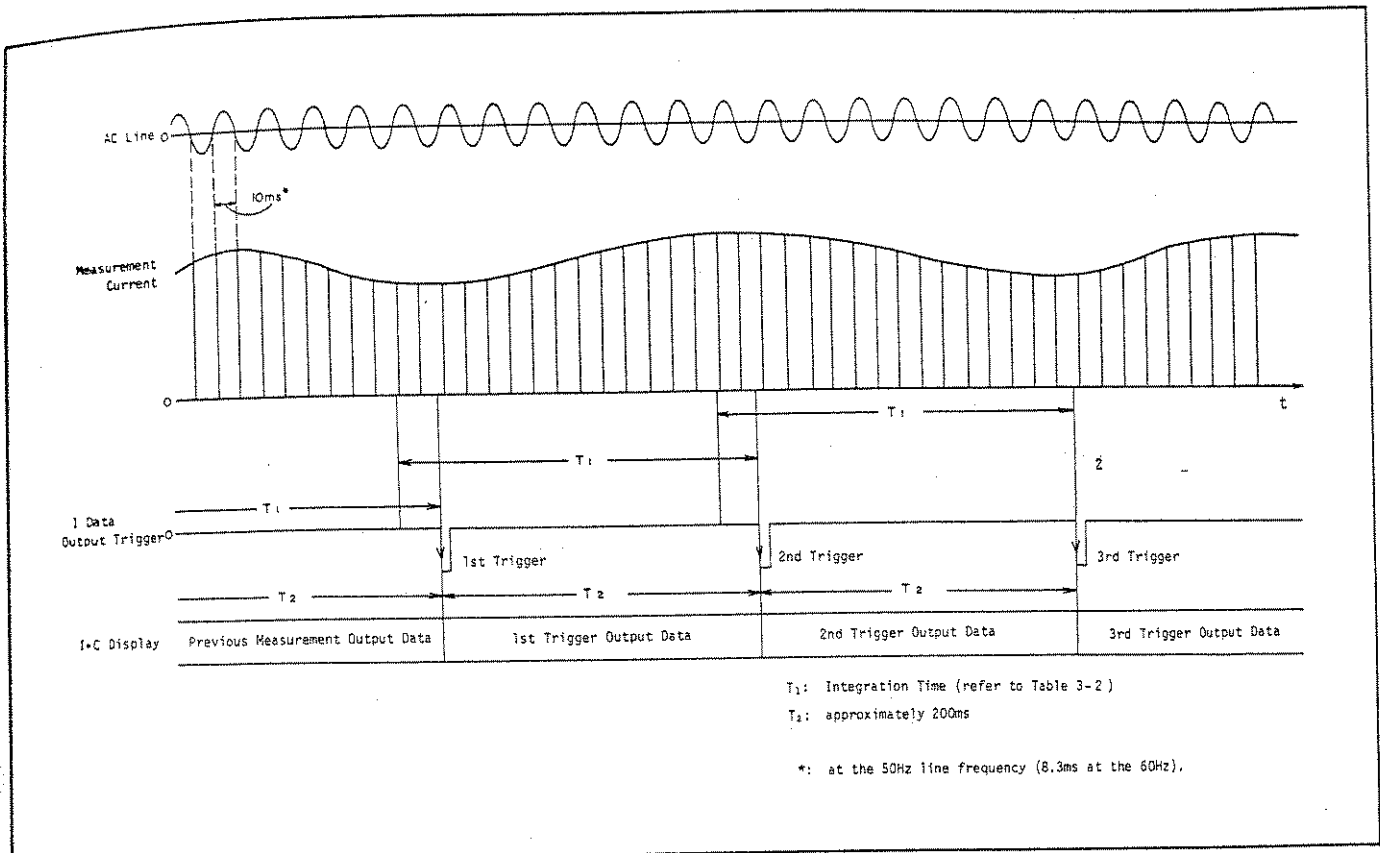 AC Line 0
10ms*
Measurement
Current
0
t
T1
T1
2
T1
I Data
Output Trigger 0
1st Trigger
2nd Trigger
3rd Trigger
T2
T2
T2
I•C Display
Previous Measurement Output Data
1st Trigger Output Data
2nd Trigger Output Data
3rd Trigger Output Data
T1: Integration Time (refer to Table 3-2)
T2: approximately 200ms
*: at the 50Hz line frequency (8.3ms at the 60Hz).